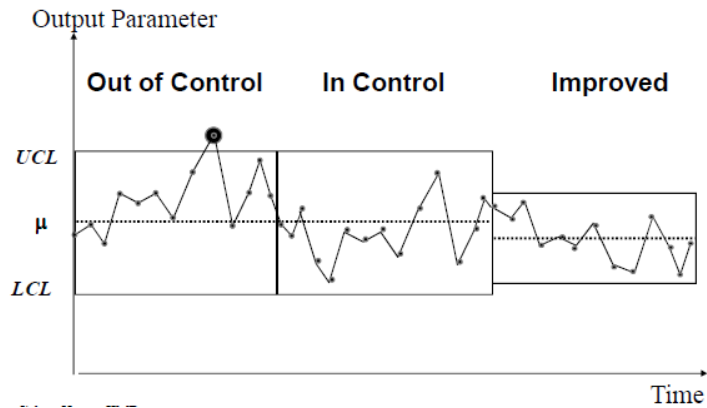 Output Parameter
Out of Control
In Control
Improved
UCL
μ
LCL
Time